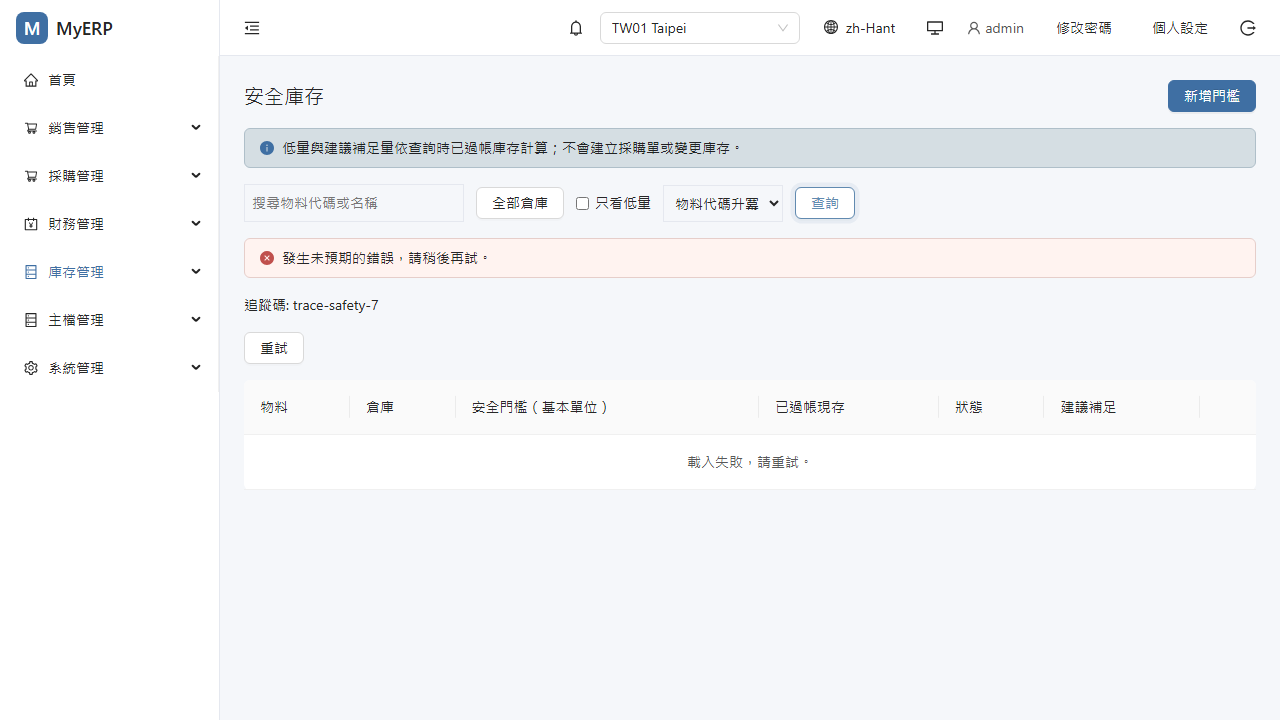 M MyERP
TW01 Taipei
zh-Hant
admin
修改密碼
個人設定
首頁
銷售管理
採購管理
財務管理
庫存管理
主檔管理
系統管理
安全庫存
新增門檻
低量與建議補足量依查詢時已過帳庫存計算；不會建立採購單或變更庫存。
搜尋物料代碼或名稱
全部倉庫
只看低量
物料代碼升冪
查詢
發生未預期的錯誤，請稍後再試。
追蹤碼: trace-safety-7
重試
物料 倉庫 安全門檻（基本單位） 已過帳現存 狀態 建議補足
載入失敗，請重試。